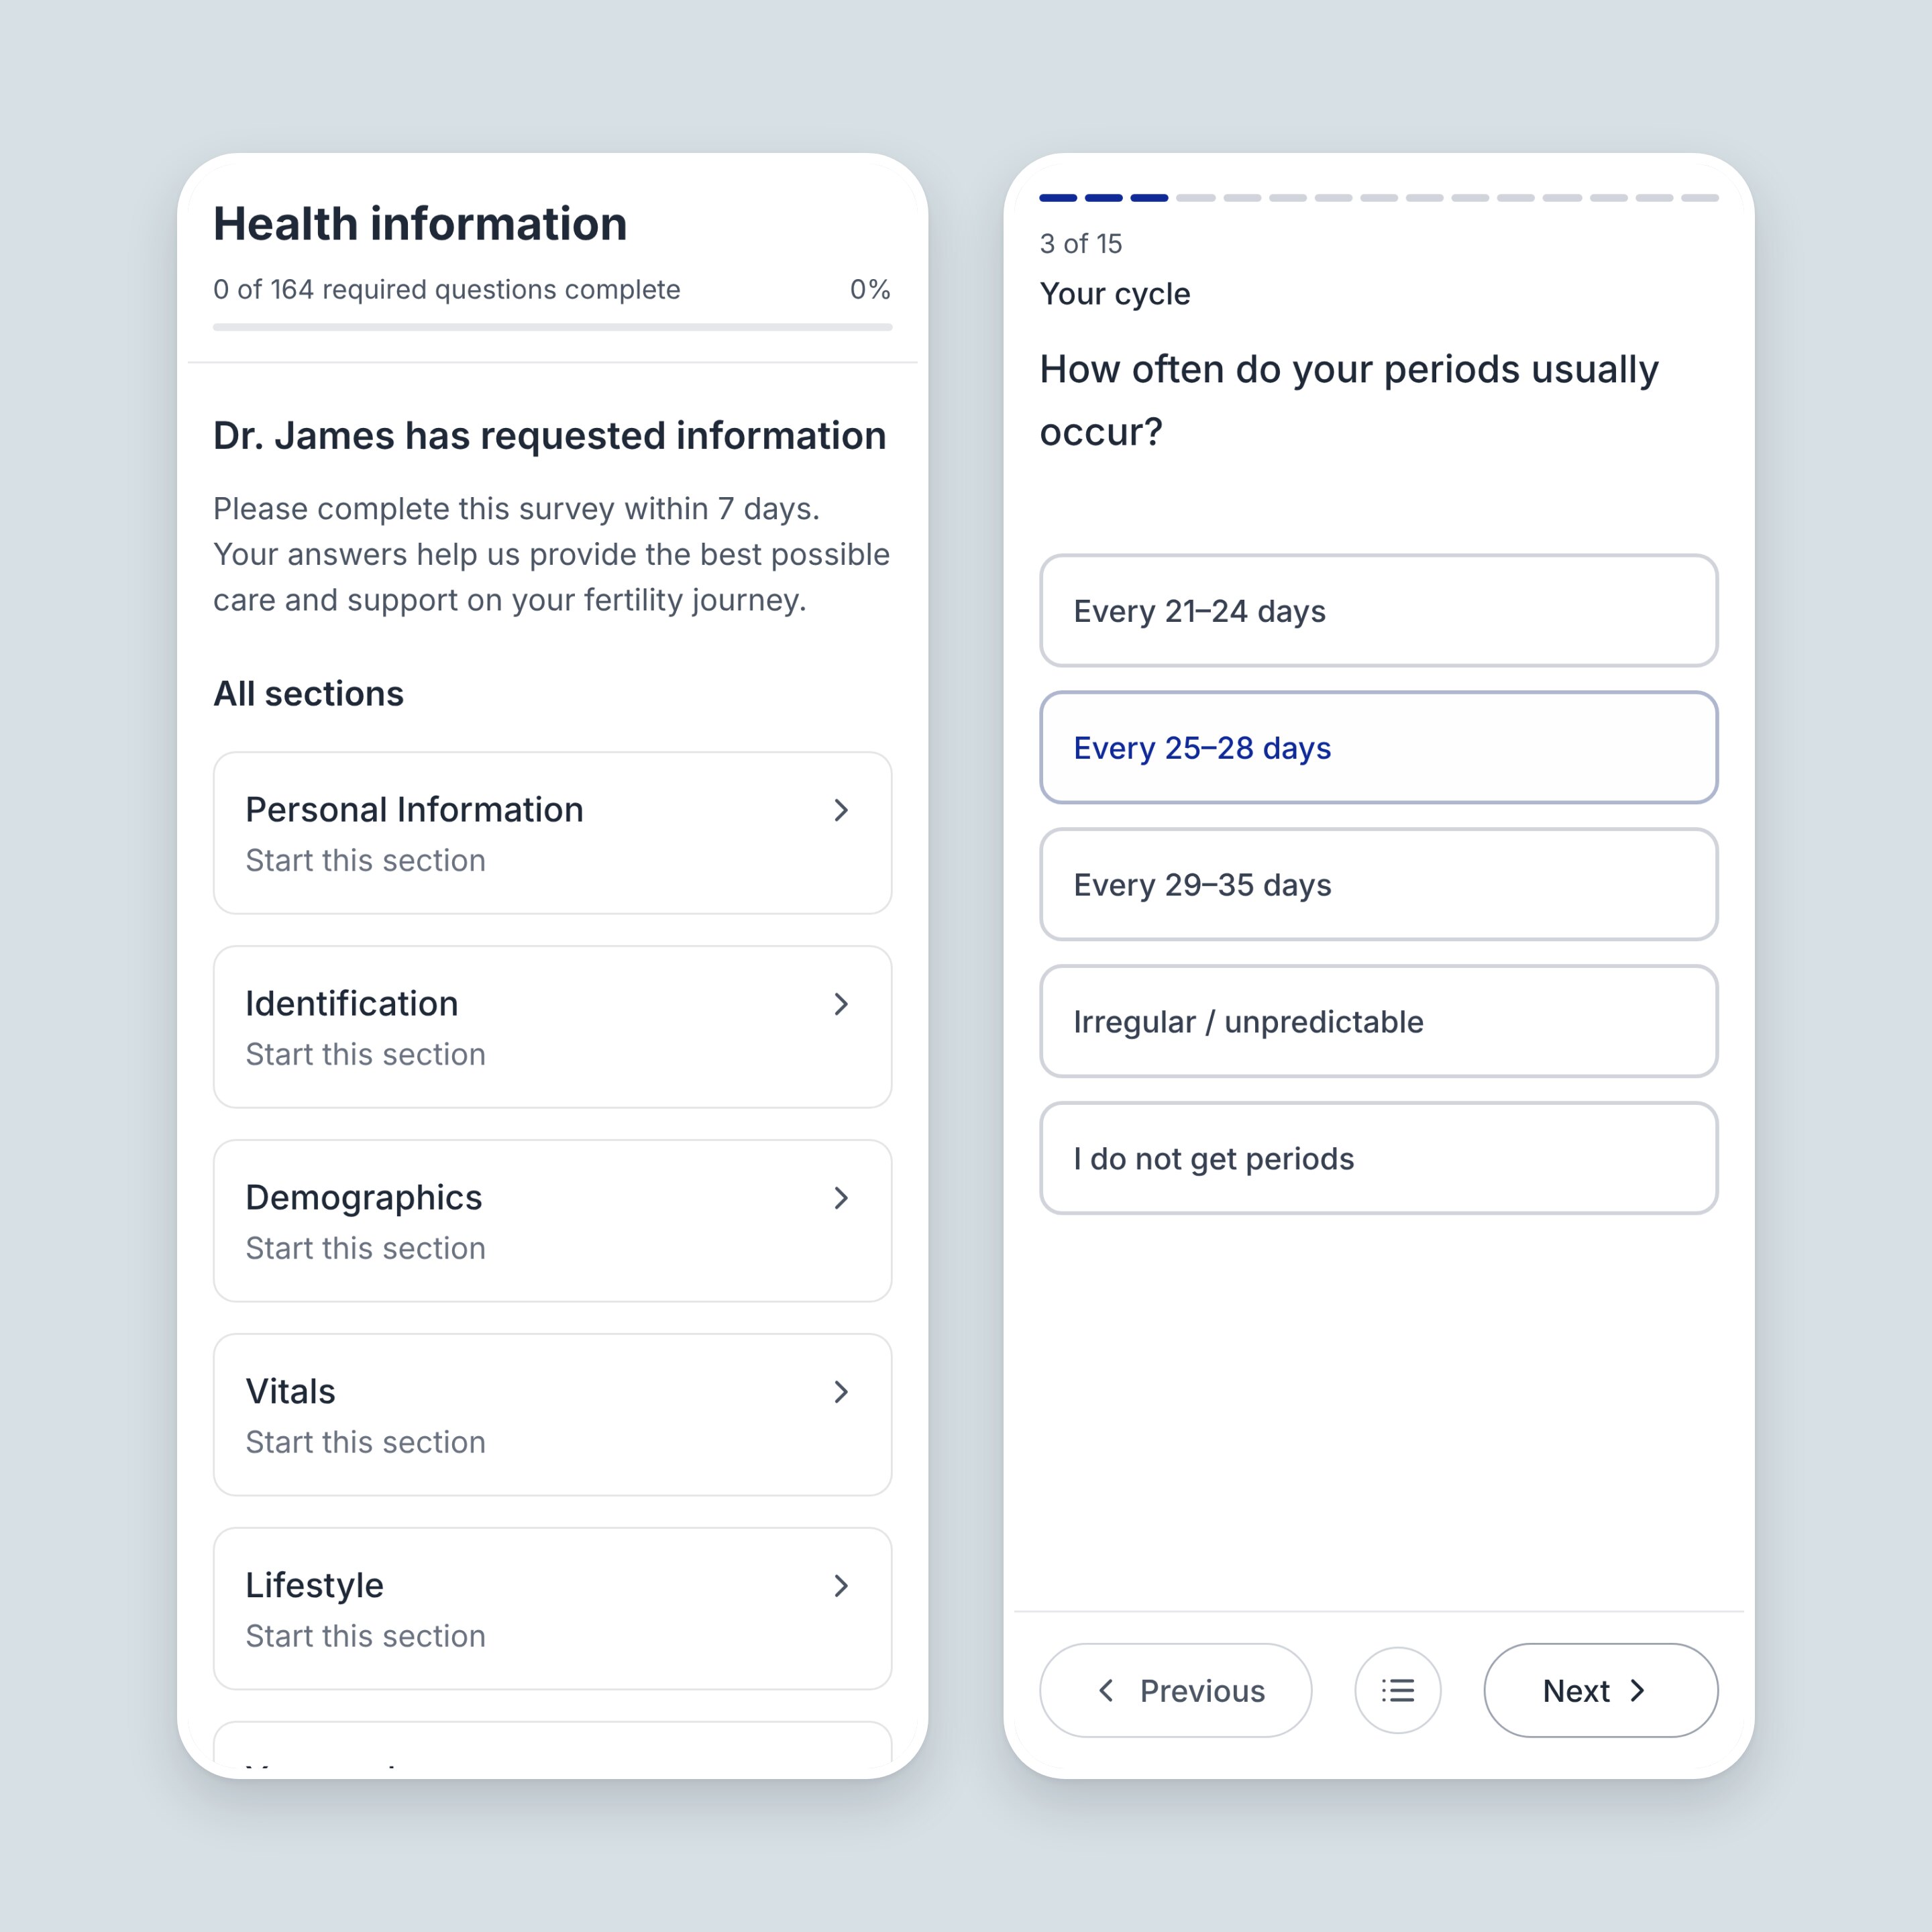 Health information
0 of 164 required questions complete 0%
Dr. James has requested information
Please complete this survey within 7 days.
Your answers help us provide the best possible
care and support on your fertility journey.
All sections
Personal Information
Start this section
Identification
Start this section
Demographics
Start this section
Vitals
Start this section
Lifestyle
Start this section
3 of 15
Your cycle
How often do your periods usually
occur?
Every 21–24 days
Every 25–28 days
Every 29–35 days
Irregular / unpredictable
I do not get periods
Previous
Next